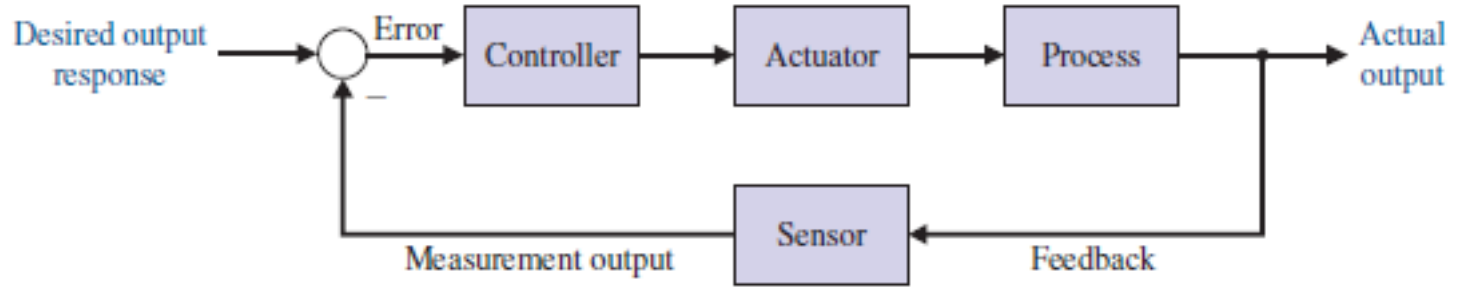 Desired output
response
Error
Controller
Actuator
Process
Actual
output
–
Sensor
Measurement output
Feedback